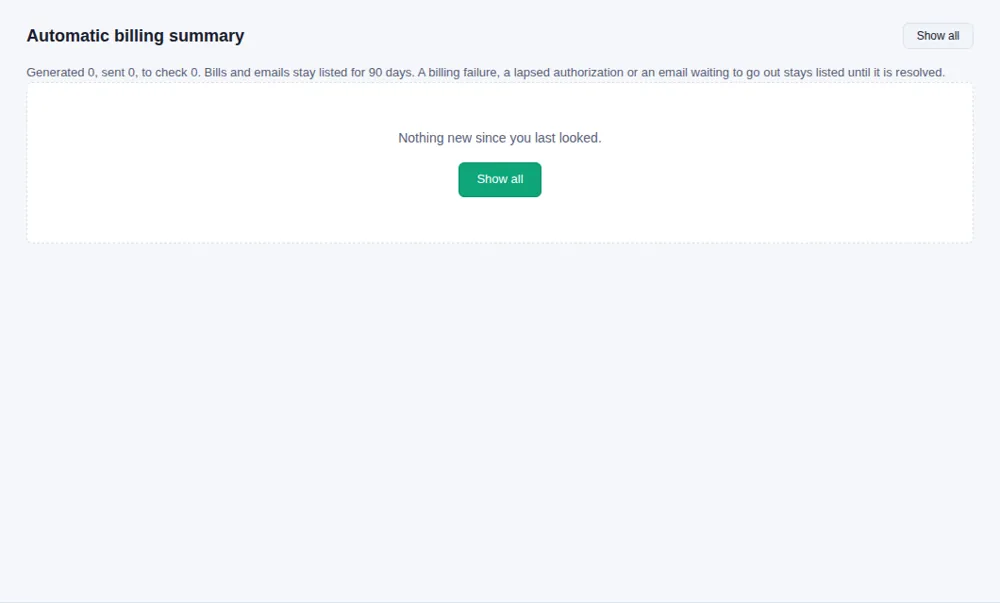 Automatic billing summary
Show all
Generated 0, sent 0, to check 0. Bills and emails stay listed for 90 days. A billing failure, a lapsed authorization or an email waiting to go out stays listed until it is resolved.
Nothing new since you last looked.
Show all